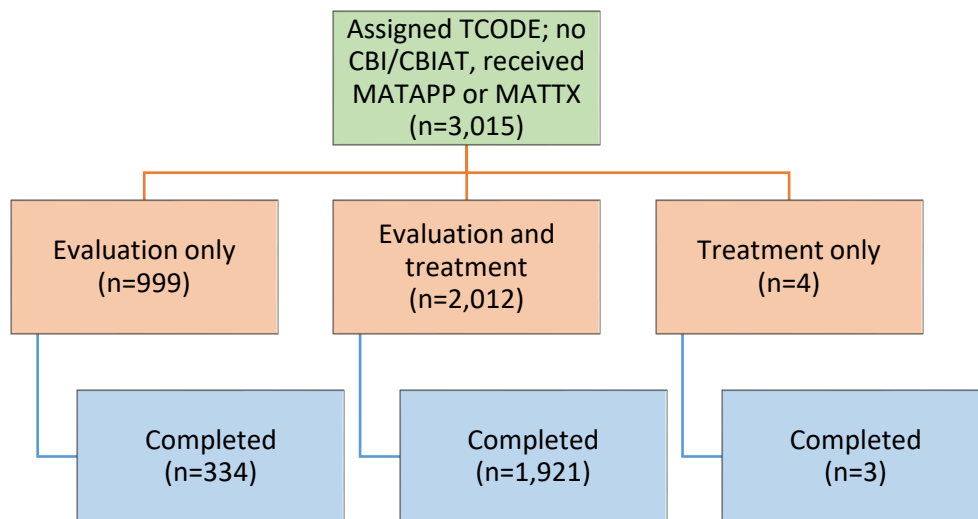 Assigned TCODE; no
CBI/CBIAT, received
MATAPP or MATTX
(n=3,015)
Evaluation only
(n=999)
Evaluation and
treatment
(n=2,012)
Treatment only
(n=4)
Completed
(n=334)
Completed
(n=1,921)
Completed
(n=3)